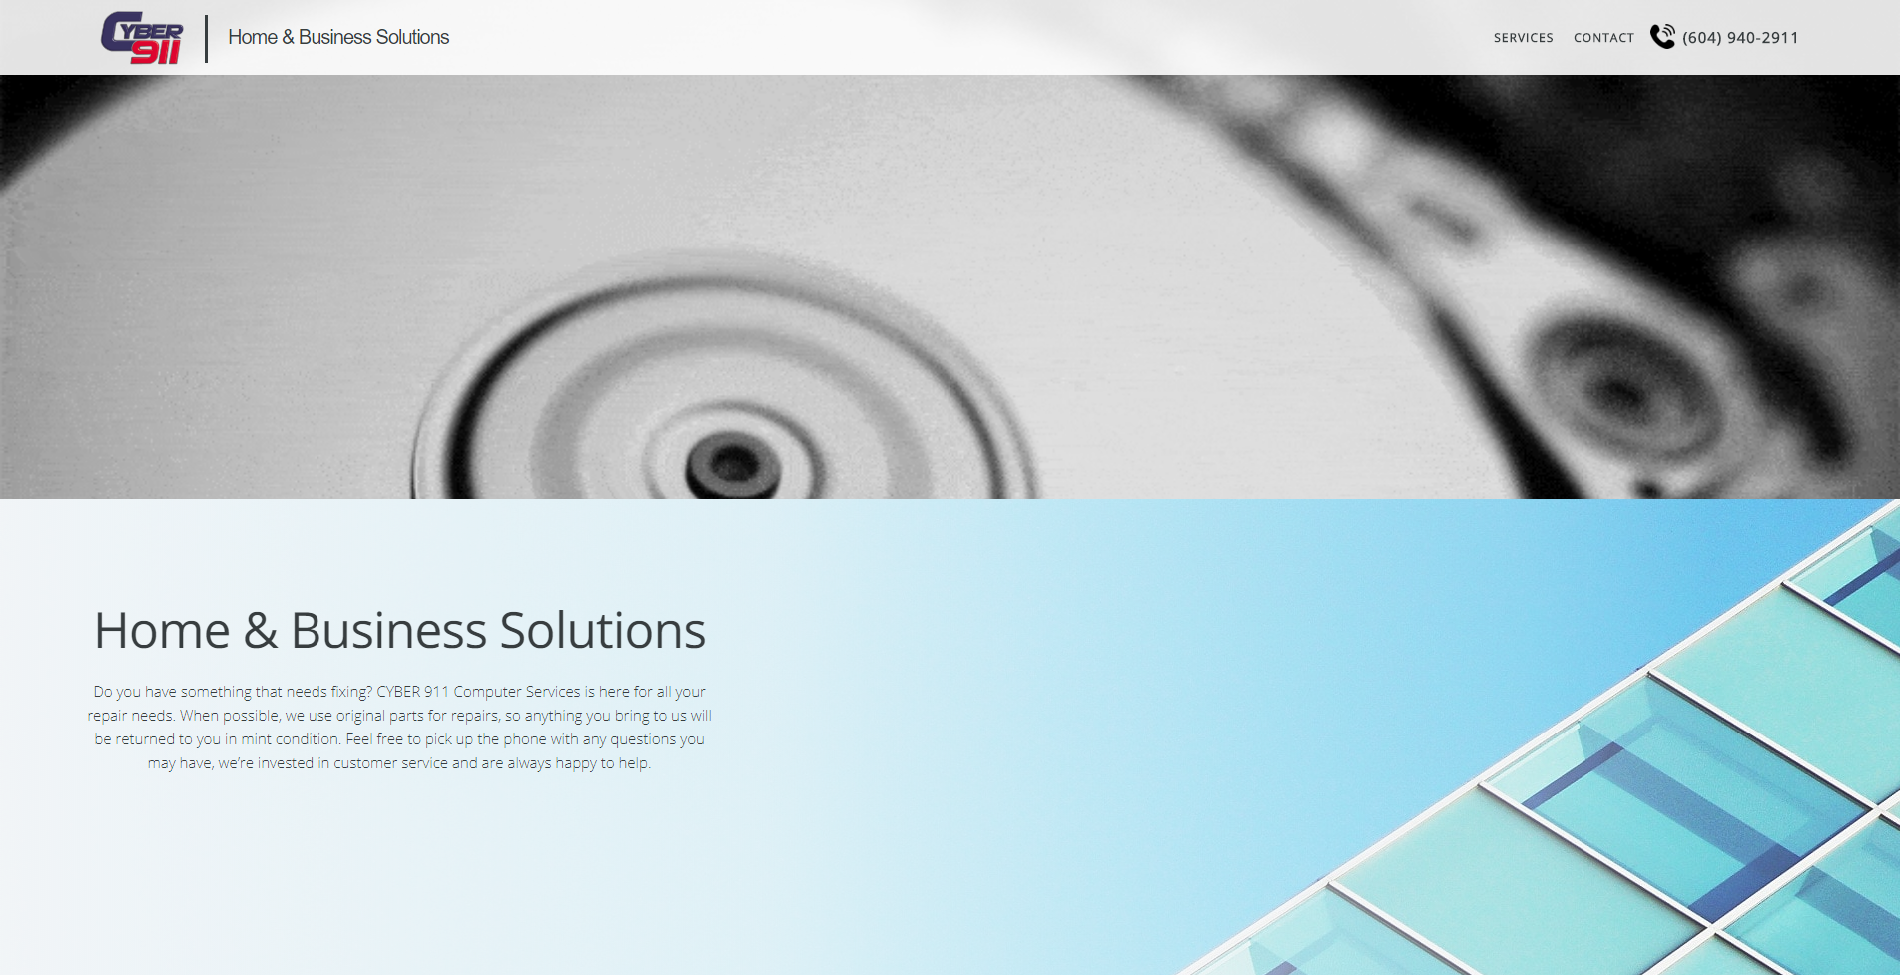 CYBER
911
Home & Business Solutions
SERVICES CONTACT (604) 940-2911
Home & Business Solutions
Do you have something that needs fixing? CYBER 911 Computer Services is here for all your
repair needs. When possible, we use original parts for repairs, so anything you bring to us will
be returned to you in mint condition. Feel free to pick up the phone with any questions you
may have, we’re invested in customer service and are always happy to help.